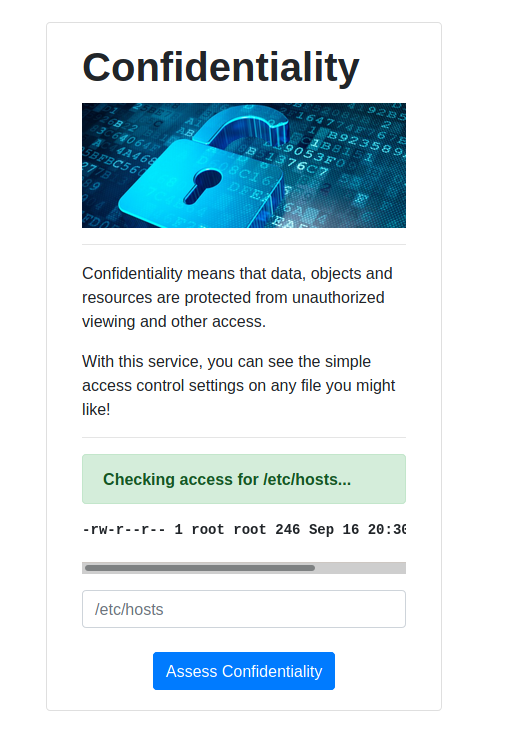 Confidentiality
Confidentiality means that data, objects and
resources are protected from unauthorized
viewing and other access.
With this service, you can see the simple
access control settings on any file you might
like!
Checking access for /etc/hosts...
-rw-r--r-- 1 root root 246 Sep 16 20:30
/etc/hosts
Assess Confidentiality